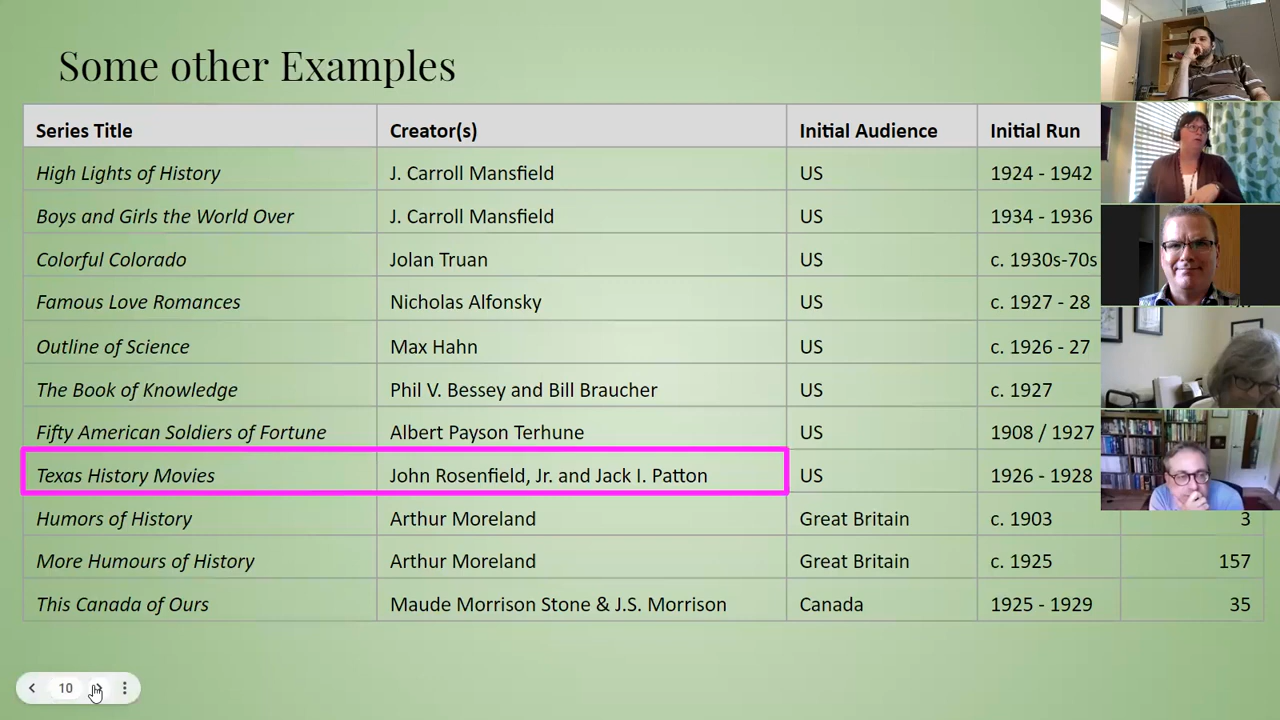 Some other Examples
Series Title Creator(s) Initial Audience Initial Run
High Lights of History J. Carroll Mansfield US 1924 - 1942
Boys and Girls the World Over J. Carroll Mansfield US 1934 - 1936
Colorful Colorado Jolan Truan US c. 1930s-70s
Famous Love Romances Nicholas Alfonsky US c. 1927 - 28
Outline of Science Max Hahn US c. 1926 - 27
The Book of Knowledge Phil V. Bessey and Bill Braucher US c. 1927
Fifty American Soldiers of Fortune Albert Payson Terhune US 1908 / 1927
Texas History Movies John Rosenfield, Jr. and Jack I. Patton US 1926 - 1928
Humors of History Arthur Moreland Great Britain c. 1903 3
More Humours of History Arthur Moreland Great Britain c. 1925 157
This Canada of Ours Maude Morrison Stone & J.S. Morrison Canada 1925 - 1929 35
10